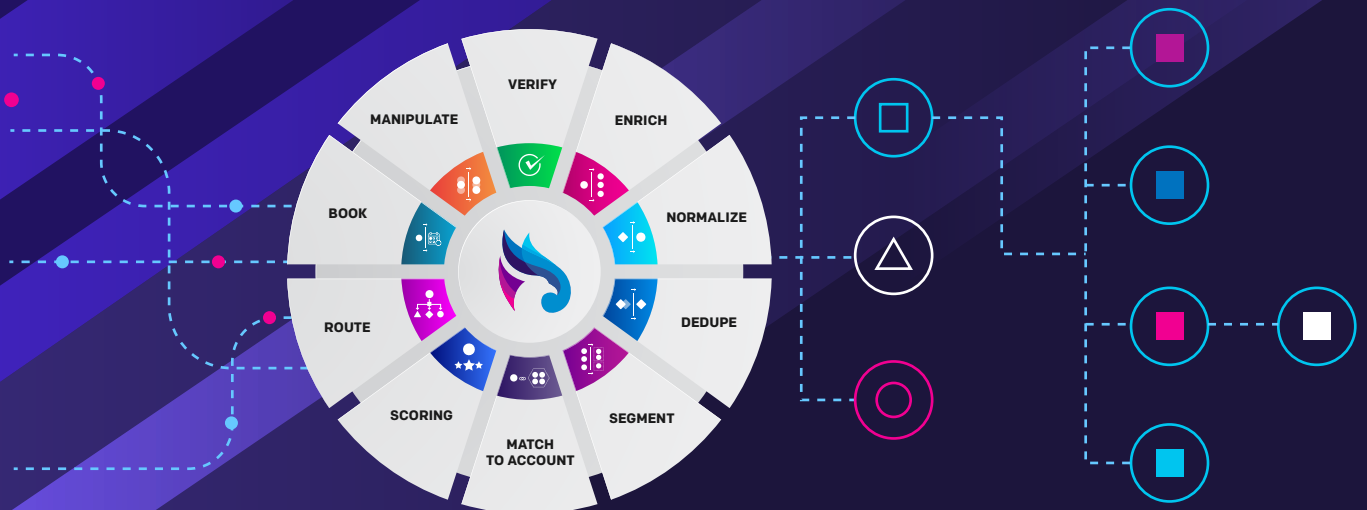 VERIFY
ENRICH
NORMALIZE
DEDUPE
SEGMENT
MATCH
TO ACCOUNT
SCORING
ROUTE
BOOK
MANIPULATE